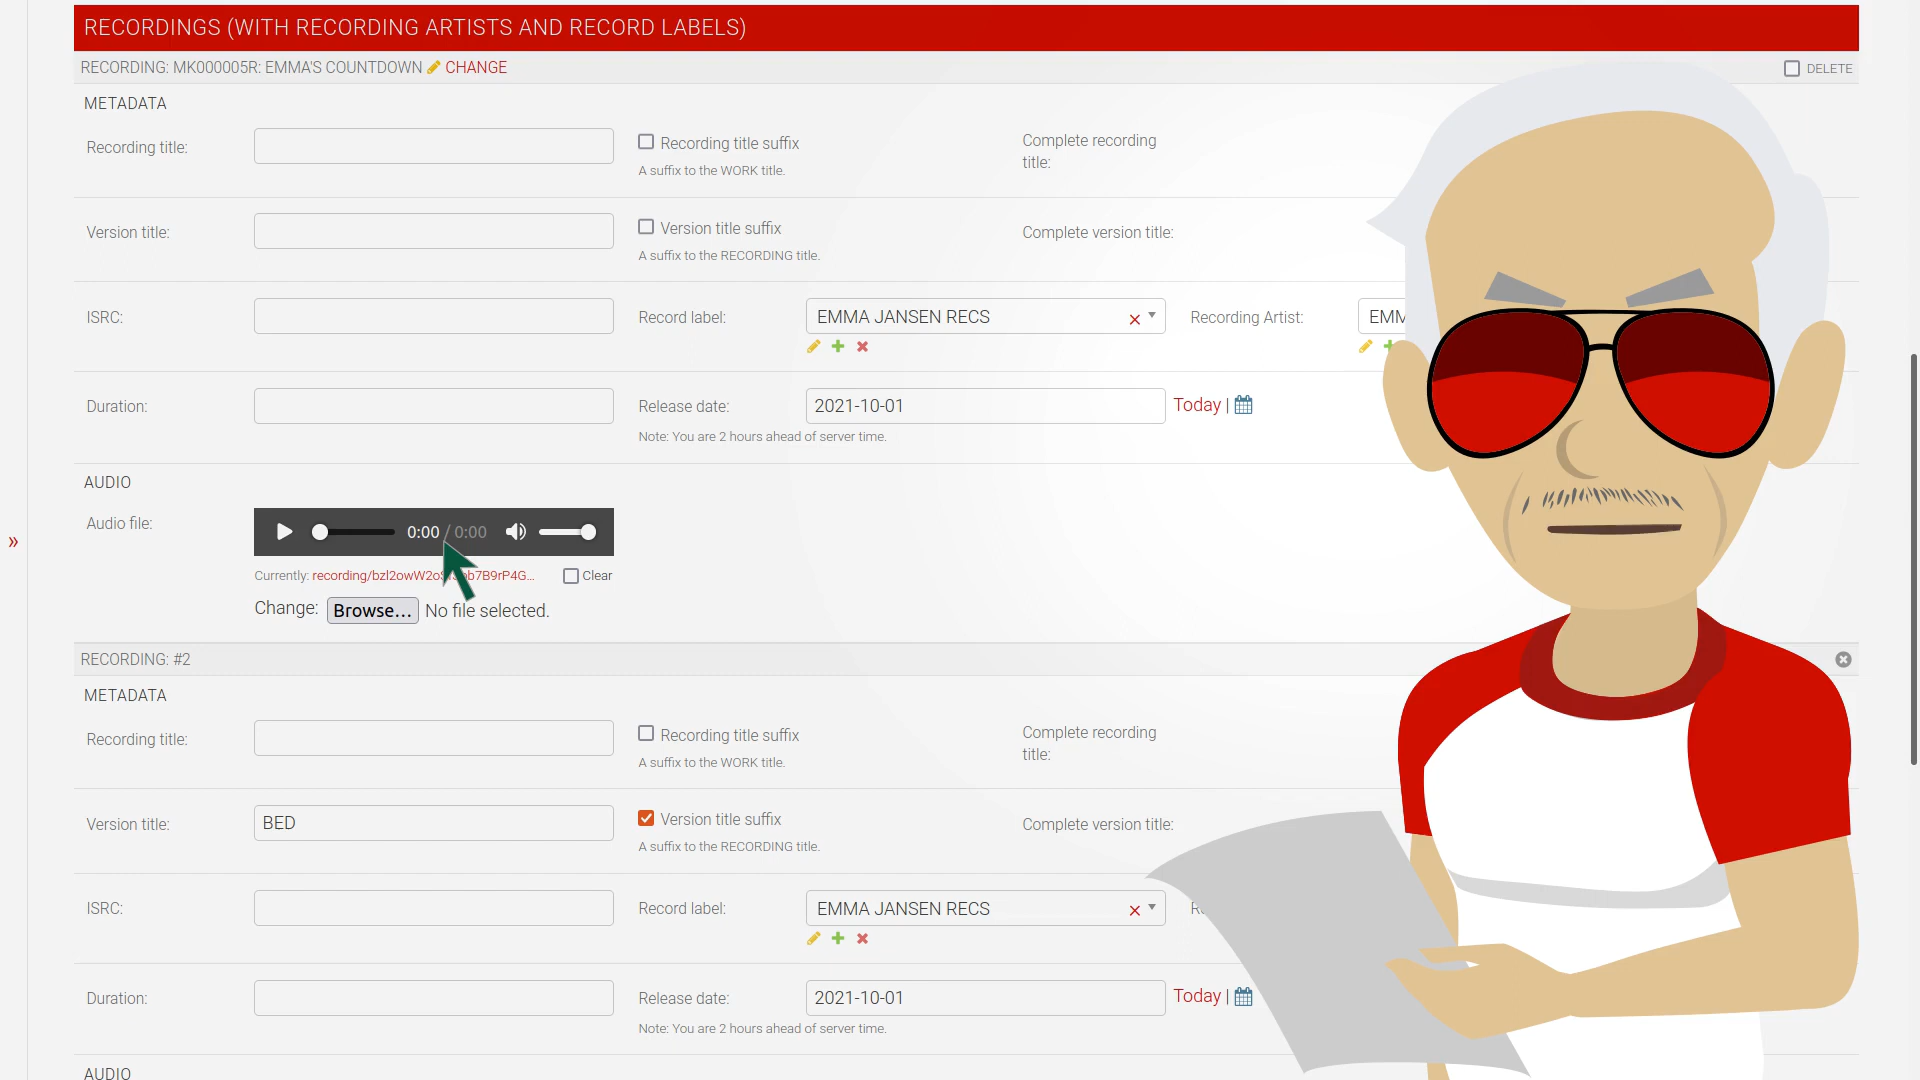 RECORDINGS (WITH RECORDING ARTISTS AND RECORD LABELS)
RECORDING: MK000005R: EMMA'S COUNTDOWN CHANGE DELETE
METADATA
Recording title: Recording title suffix Complete recording title:
A suffix to the WORK title.
Version title: Version title suffix Complete version title:
A suffix to the RECORDING title.
ISRC: Record label: EMMA JANSEN RECS Recording Artist: EMM
Duration: Release date: 2021-10-01 Today |
Note: You are 2 hours ahead of server time.
AUDIO
Audio file: 0:00 / 0:00
Currently: Clear
Change: Browse... No file selected.
RECORDING: #2
METADATA
Recording title: Recording title suffix Complete recording title:
A suffix to the WORK title.
Version title: BED Version title suffix Complete version title:
A suffix to the RECORDING title.
ISRC: Record label: EMMA JANSEN RECS
Duration: Release date: 2021-10-01 Today |
Note: You are 2 hours ahead of server time.
AUDIO